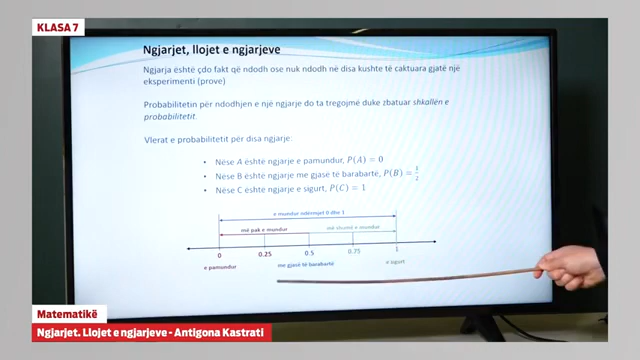 KLASA 7
Ngjarjet, llojet e ngjarjeve
Ngjarja është çdo fakt që ndodh ose nuk ndodh në disa kushte të caktuara gjatë një
eksperimenti (prove)
Probabilitetin për ndodhjen e një ngjarje do ta tregojmë duke zbatuar shkallën e
probabilitetit.
Vlerat e probabilitetit për disa ngjarje:
• Nëse A është ngjarje e pamundur, P(A) = 0
• Nëse B është ngjarje me gjasë të barabartë, P(B) = 1/2
• Nëse C është ngjarje e sigurt, P(C) = 1
e mundur ndërmjet 0 dhe 1
më pak e mundur më shumë e mundur
0 0.25 0.5 0.75 1
e pamundur me gjasë të barabartë e sigurt
Matematikë
Ngjarjet. Llojet e ngjarjeve - Antigona Kastrati